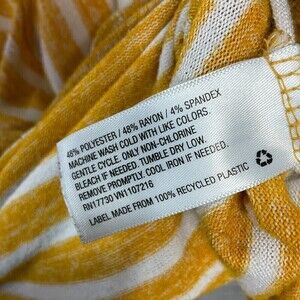 48% POLYESTER / 48% RAYON / 4% SPANDEX
MACHINE WASH COLD WITH LIKE COLORS.
GENTLE CYCLE. ONLY NON-CHLORINE
BLEACH IF NEEDED. TUMBLE DRY LOW.
REMOVE PROMPTLY. COOL IRON IF NEEDED.
RN17730 VN1107216
LABEL MADE FROM 100% RECYCLED PLASTIC